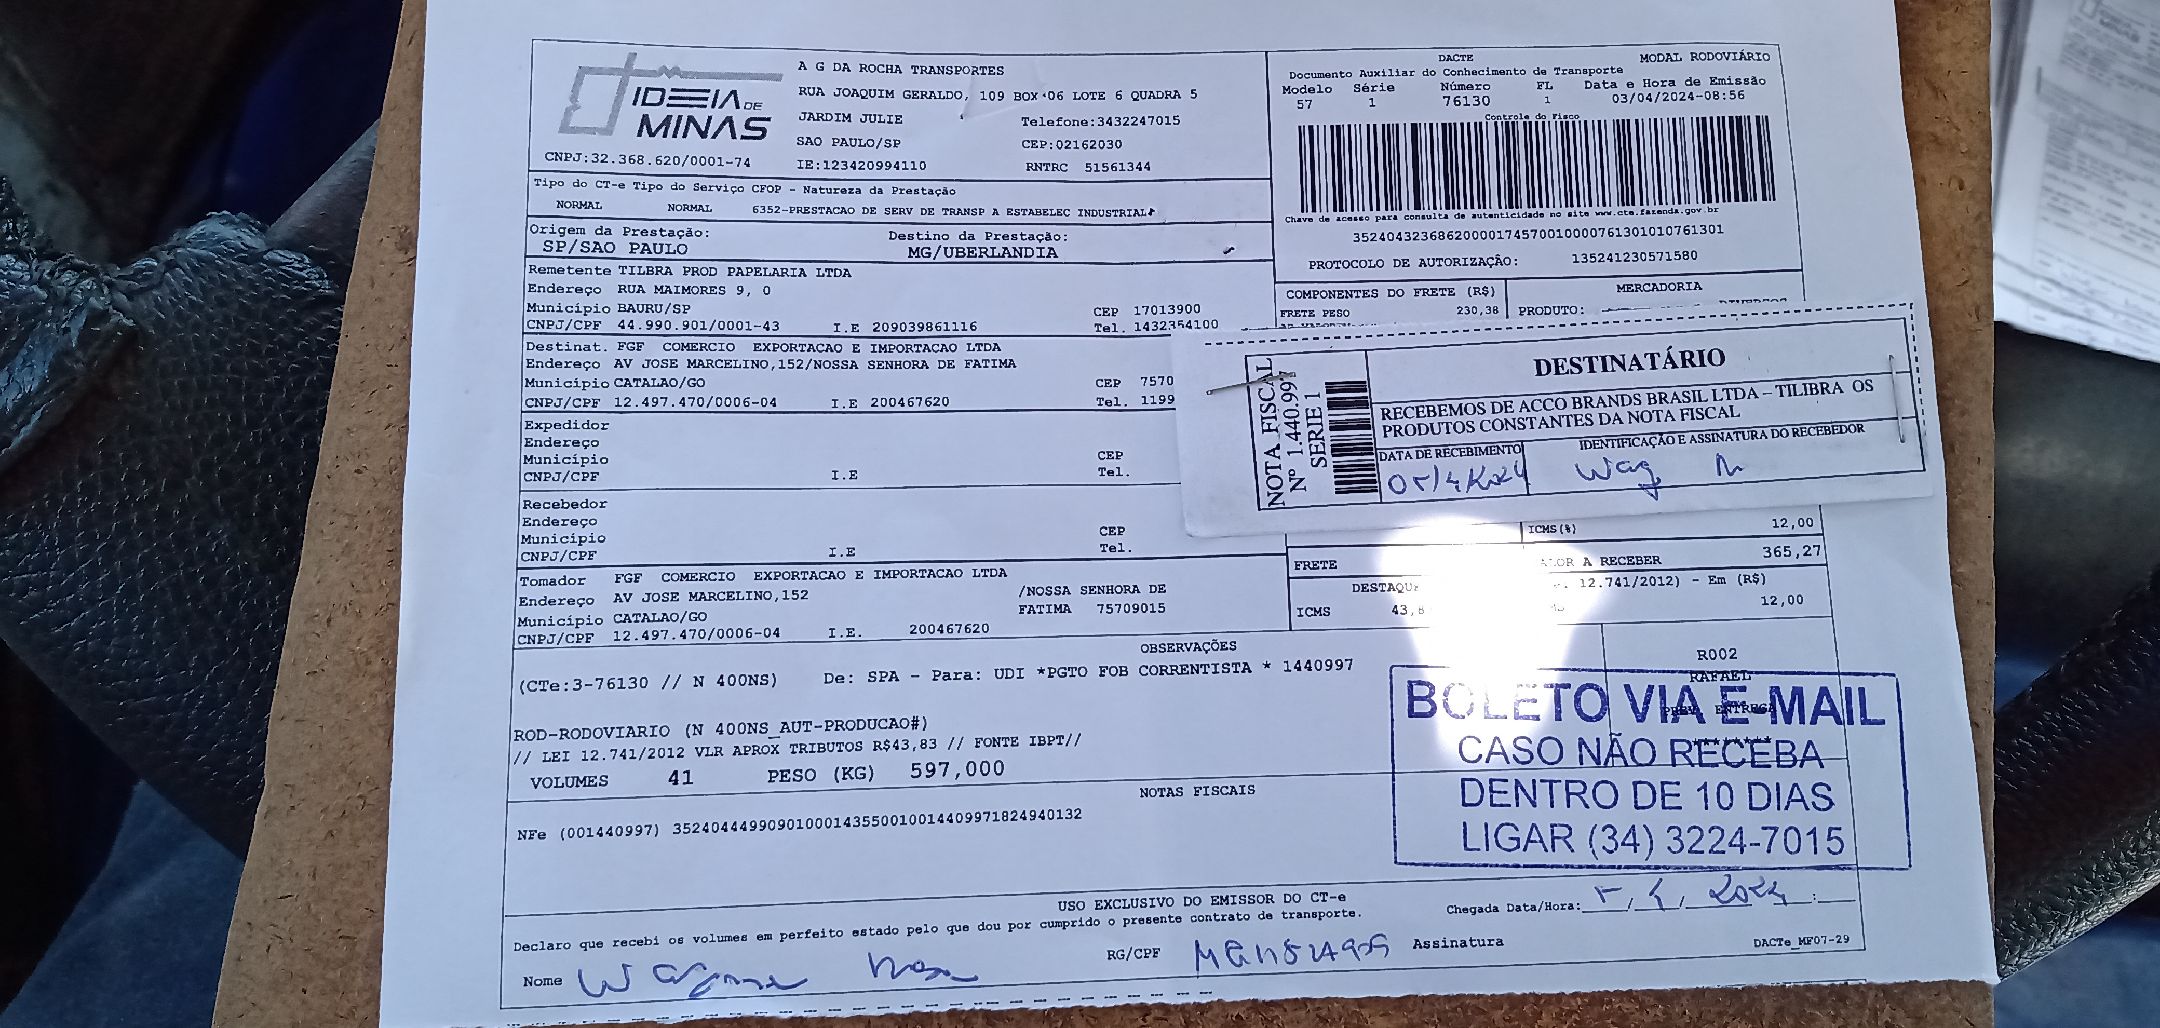 IDEIA DE
MINAS
CNPJ:32.368.620/0001-74
A G DA ROCHA TRANSPORTES
RUA JOAQUIM GERALDO, 109 BOX 06 LOTE 6 QUADRA 5
JARDIM JULIE Telefone:3432247015
SAO PAULO/SP CEP:02162030
IE:123420994110 RNTRC 51561344
DACTE MODAL RODOVIÁRIO
Documento Auxiliar do Conhecimento de Transporte
Modelo Série Número FL Data e Hora de Emissão
57 1 76130 1 03/04/2024-08:56
Controle do Fisco
Chave de acesso para consulta de autenticidade no site www.cte.fazenda.gov.br
35240432368620000174570010000761301010761301
PROTOCOLO DE AUTORIZAÇÃO: 135241230571580
Tipo do CT-e Tipo do Serviço CFOP - Natureza da Prestação
NORMAL NORMAL 6352-PRESTACAO DE SERV DE TRANSP A ESTABELEC INDUSTRIAL
Origem da Prestação: Destino da Prestação:
SP/SAO PAULO MG/UBERLANDIA
Remetente TILBRA PROD PAPELARIA LTDA
Endereço RUA MAIMORES 9, 0
Município BAURU/SP CEP 17013900
CNPJ/CPF 44.990.901/0001-43 I.E 209039861116 Tel. 1432354100
COMPONENTES DO FRETE (R$) MERCADORIA
FRETE PESO 230,38 PRODUTO:
Destinat. FGF COMERCIO EXPORTACAO E IMPORTACAO LTDA
Endereço AV JOSE MARCELINO,152/NOSSA SENHORA DE FATIMA
Município CATALAO/GO CEP 7570
CNPJ/CPF 12.497.470/0006-04 I.E 200467620 Tel. 1199
NOTA FISCAL
Nº 1.440.997
SERIE 1
DESTINATÁRIO
RECEBEMOS DE ACCO BRANDS BRASIL LTDA – TILIBRA OS
PRODUTOS CONSTANTES DA NOTA FISCAL
DATA DE RECEBIMENTO IDENTIFICAÇÃO E ASSINATURA DO RECEBEDOR
Expedidor
Endereço
Município CEP
CNPJ/CPF I.E Tel.
Recebedor
Endereço
Município CEP
CNPJ/CPF I.E Tel.
ICMS(%) 12,00
FRETE A RECEBER 365,27
DESTAQUE 12.741/2012) - Em (R$)
ICMS 43,8 12,00
Tomador FGF COMERCIO EXPORTACAO E IMPORTACAO LTDA
Endereço AV JOSE MARCELINO,152 /NOSSA SENHORA DE
FATIMA 75709015
Município CATALAO/GO
CNPJ/CPF 12.497.470/0006-04 I.E. 200467620
OBSERVAÇÕES
(CTe:3-76130 // N 400NS) De: SPA - Para: UDI *PGTO FOB CORRENTISTA * 1440997
R002
RAFAEL
PREV ENTREGA
ROD-RODOVIARIO (N 400NS_AUT-PRODUCAO#)
// LEI 12.741/2012 VLR APROX TRIBUTOS R$43,83 // FONTE IBPT//
VOLUMES 41 PESO (KG) 597,000
BOLETO VIA E-MAIL
CASO NÃO RECEBA
DENTRO DE 10 DIAS
LIGAR (34) 3224-7015
NOTAS FISCAIS
NFe (001440997) 35240444990901000143550010014409971824940132
USO EXCLUSIVO DO EMISSOR DO CT-e
Declaro que recebi os volumes em perfeito estado pelo que dou por cumprido o presente contrato de transporte.
Chegada Data/Hora:
Nome RG/CPF Assinatura
DACTe_MF07-29